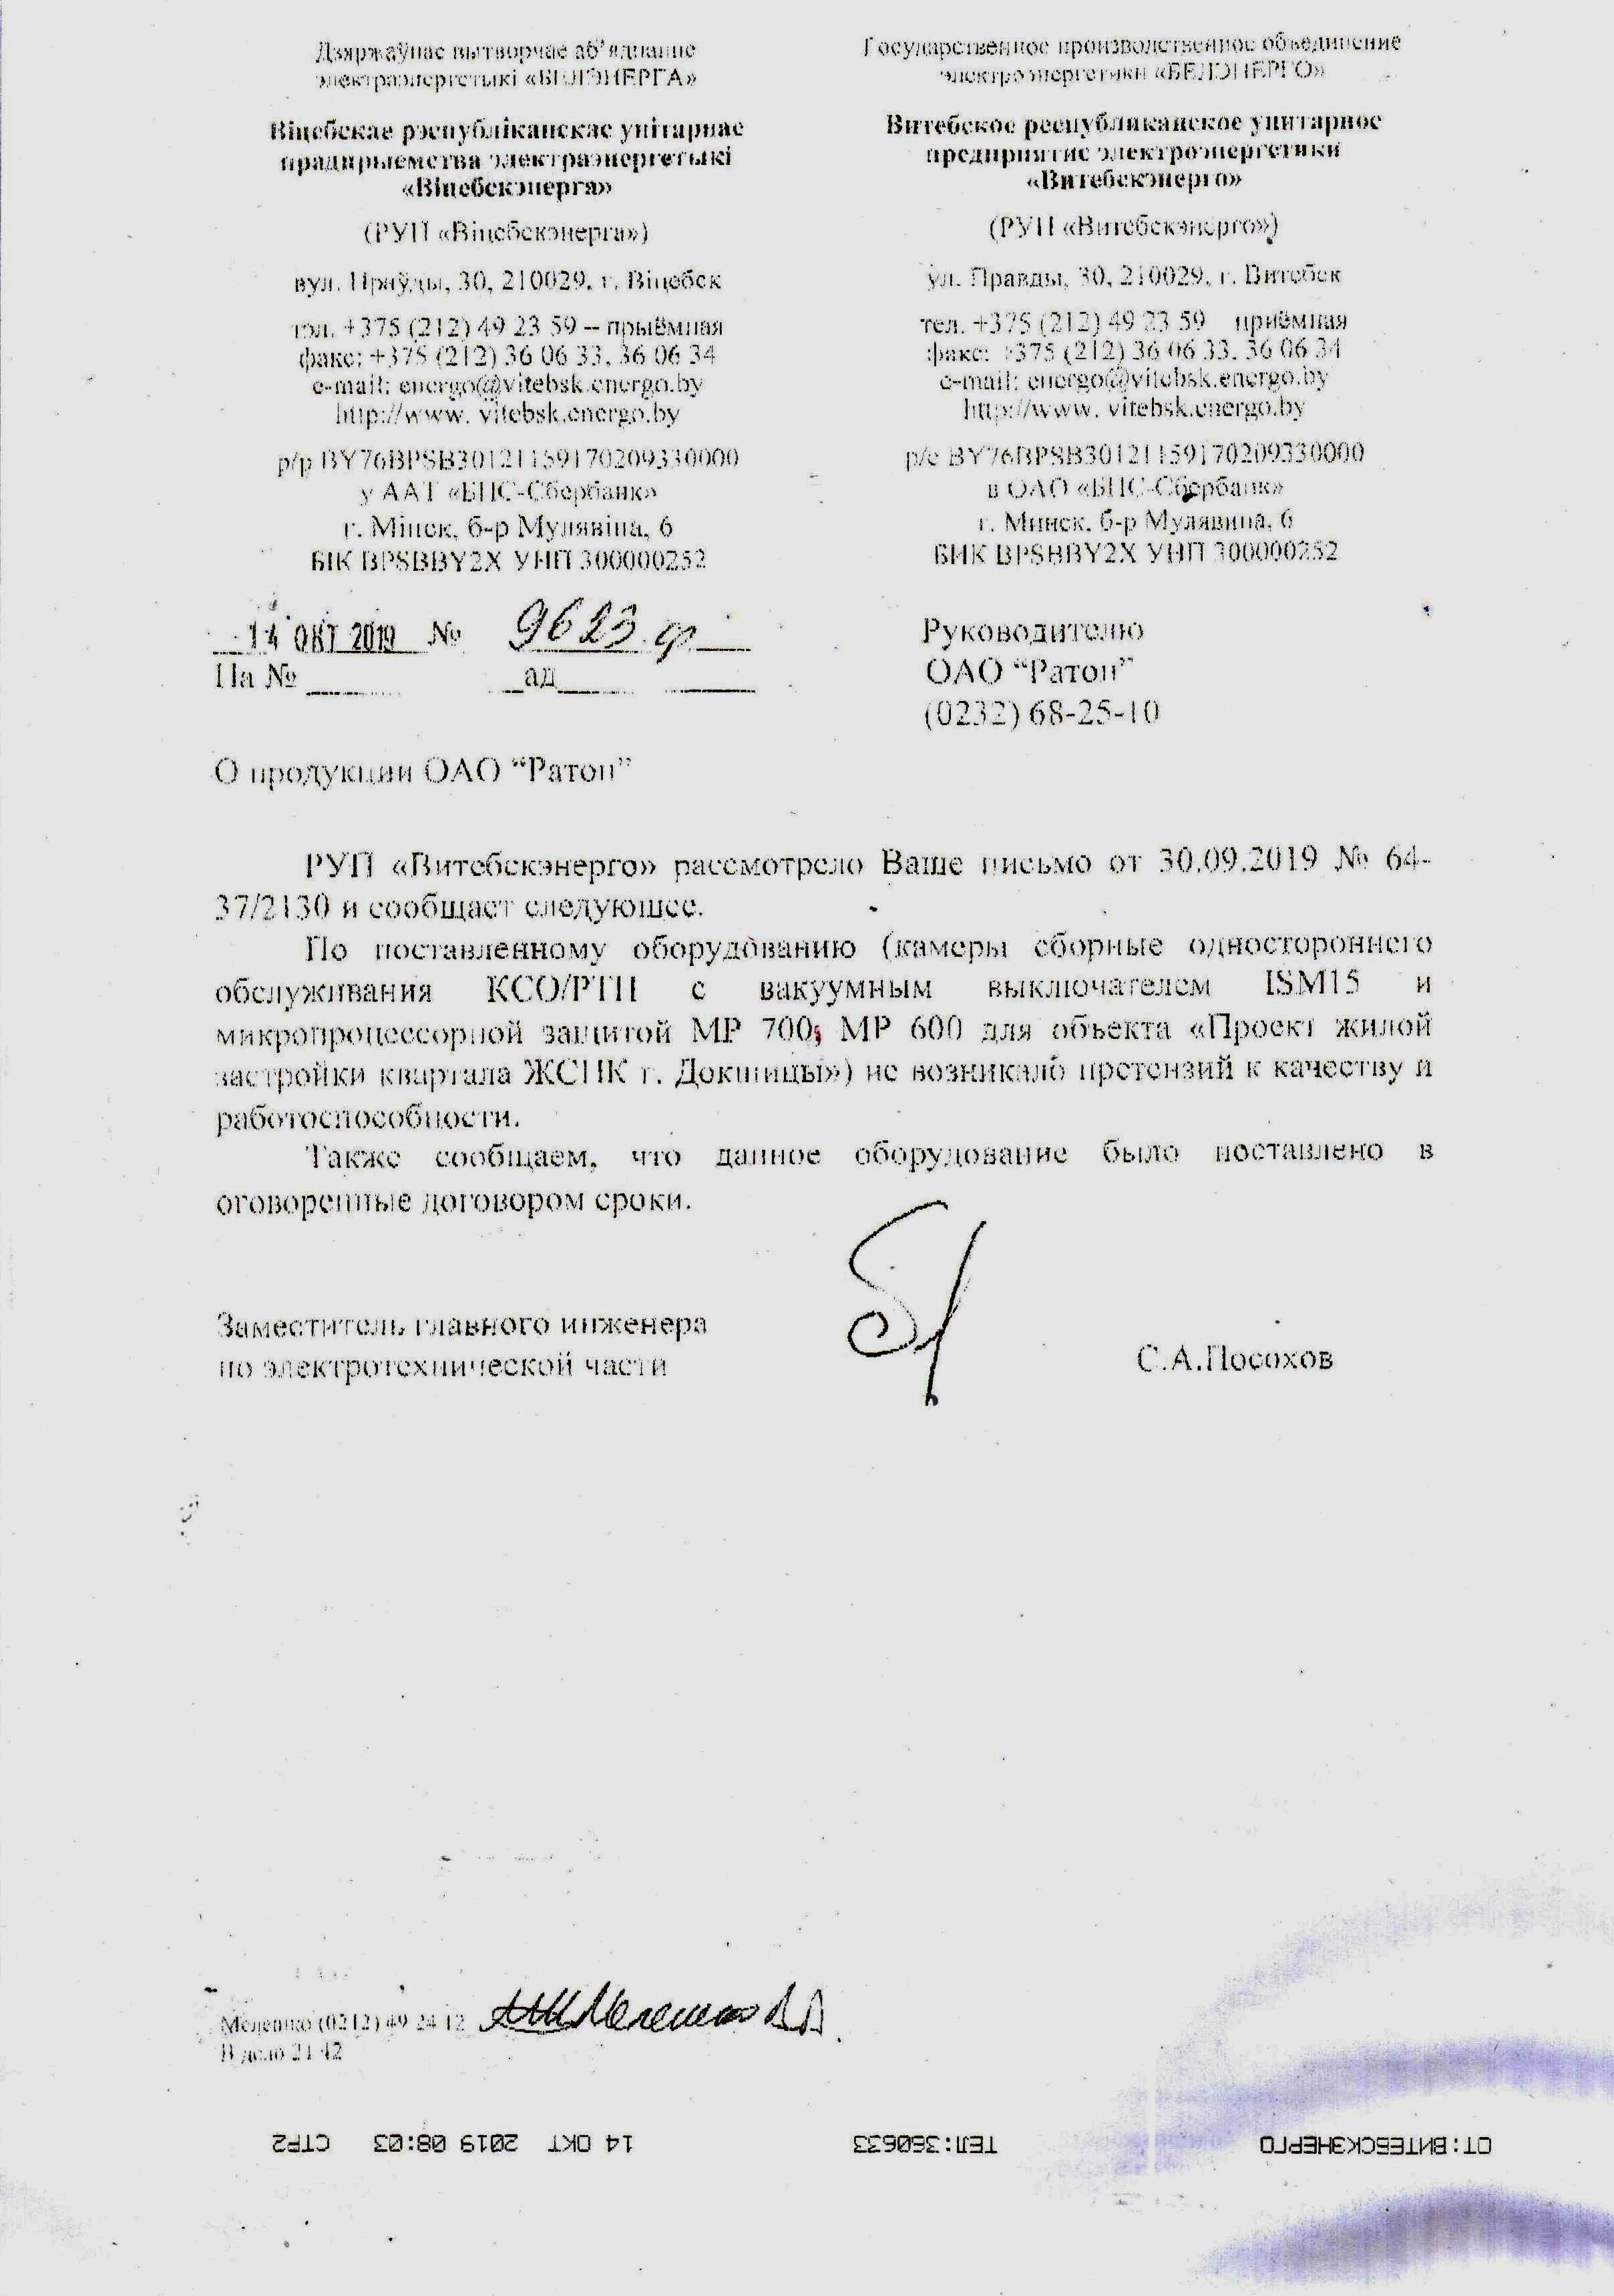 Дзяржаўнае вытворчае аб'яднанне
электраэнергетыкі «БЕЛЭНЕРГА»
Віцебскае рэспубліканскае унітарнае
прадпрыемства электраэнергетыкі
«Віцебскэнерга»
(РУП «Віцебскэнерга»)
вул. Праўды, 30, 210029, г. Віцебск
тэл. +375 (212) 49 23 59 – прыёмная
факс: +375 (212) 36 06 33, 36 06 34
e-mail: energo@vitebsk.energo.by
http://www. vitebsk.energo.by
р/р BY76BPSB30121159170209330000
у ААТ «БПС-Сбербанк»
г. Мінск, б-р Мулявіна, 6
БІК BPSBBY2X УНП 300000252
14 ОКТ 2019 № 9623 ф
На № ______ ад ______
Государственное производственное объединение
электроэнергетики «БЕЛЭНЕРГО»
Витебское республиканское унитарное
предприятие электроэнергетики
«Витебскэнерго»
(РУП «Витебскэнерго»)
ул. Правды, 30, 210029, г. Витебск
тел. +375 (212) 49 23 59 приёмная
факс: +375 (212) 36 06 33, 36 06 34
e-mail: energo@vitebsk.energo.by
http://www. vitebsk.energo.by
р/с BY76BPSB30121159170209330000
в ОАО «БПС-Сбербанк»
г. Минск, б-р Мулявина, 6
БИК BPSBBY2X УНП 300000252
Руководителю
ОАО “Ратон”
(0232) 68-25-10
О продукции ОАО “Ратон”
РУП «Витебскэнерго» рассмотрело Ваше письмо от 30.09.2019 № 64-
37/2130 и сообщает следующее.
По поставленному оборудованию (камеры сборные одностороннего
обслуживания КСО/РТН с вакуумным выключателем ISM15 и
микропроцессорной защитой МР 700, МР 600 для объекта «Проект жилой
застройки квартала ЖСПК г. Докшицы») не возникало претензий к качеству и
работоспособности.
Также сообщаем, что данное оборудование было поставлено в
оговоренные договором сроки.
Заместитель главного инженера
по электротехнической части
С.А.Посохов
(0212) 49 24 12
В дело 21 42
ОТ:ВИТЕБСКЭНЕРГО ТЕЛ:360633 14 ОКТ 2019 08:03 СТР2